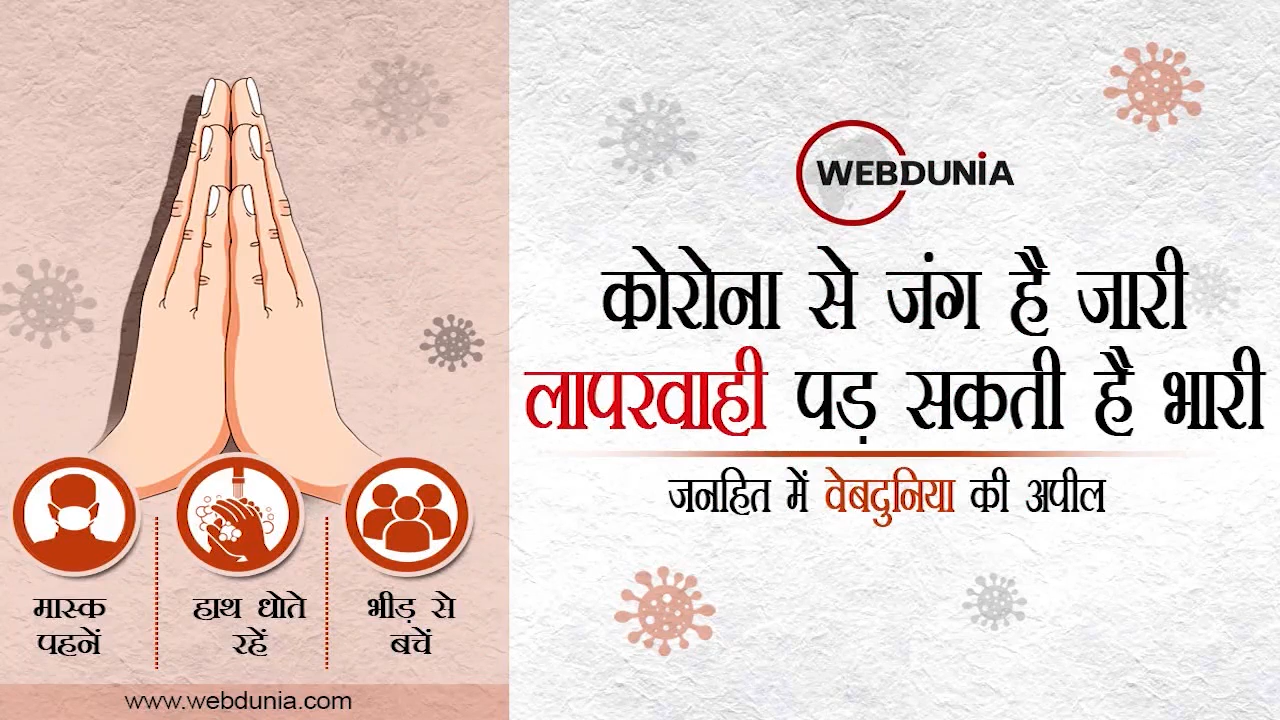 मास्क
पहनें
हाथ धोते
रहें
भीड़ से
बचें
www.webdunia.com
WEBDUNIA
कोरोना से जंग है जारी
लापरवाही पड़ सकती है भारी
जनहित में वेबदुनिया की अपील